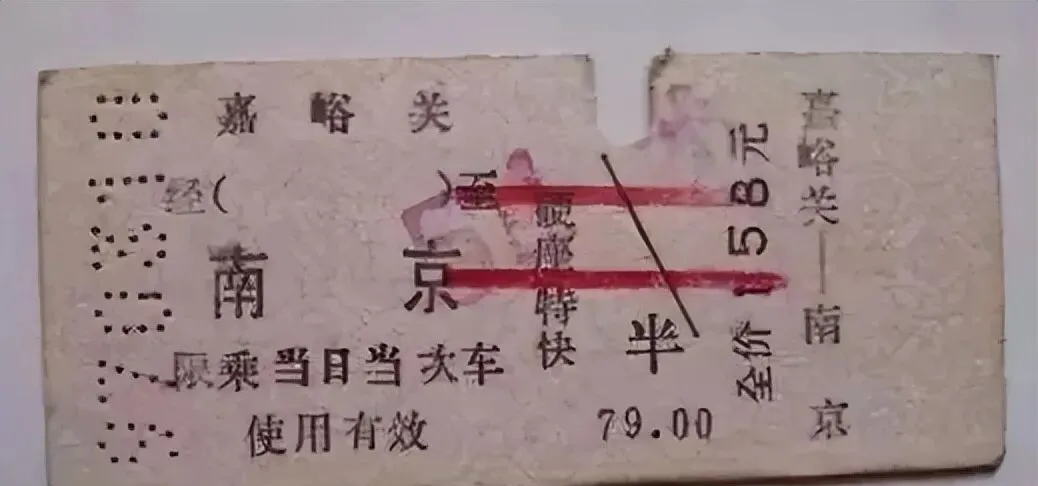 嘉峪关
经( )至
南京
限乘当日当次车
使用有效
硬座特快
半
79.00
全价158元
嘉峪关—南京